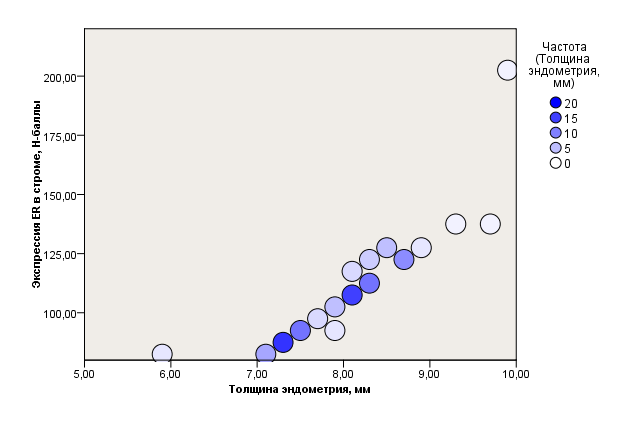 Экспрессия ER в строме, Н-баллы
200,00
175,00
150,00
125,00
100,00
5,00 6,00 7,00 8,00 9,00 10,00
Толщина эндометрия, мм
Частота
(Толщина
эндометрия,
мм)
20
15
10
5
0